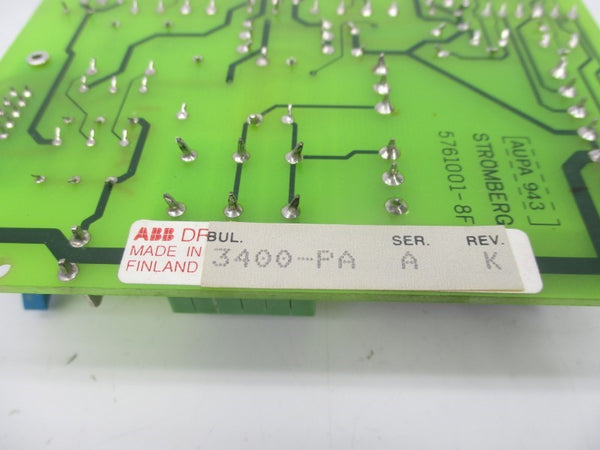 AUPA 943
STROMBERG
5761001-8F
ABB DR
MADE IN
FINLAND
BUL. SER. REV.
3400-PA A K